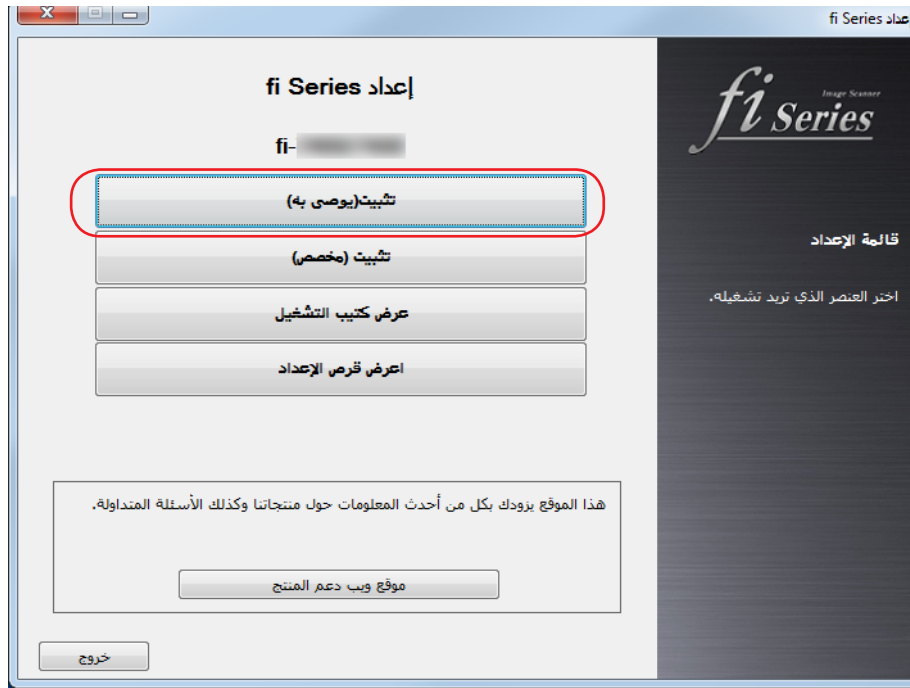 إعداد fi Series
إعداد fi Series
fi-
تثبيت(يوصى به)
تثبيت (مخصص)
عرض كتيب التشغيل
اعرض قرص الإعداد
هذا الموقع يزودك بكل من أحدث المعلومات حول منتجاتنا وكذلك الأسئلة المتداولة.
موقع ويب دعم المنتج
خروج
Image Scanner
fi Series
قائمة الإعداد
اختر العنصر الذي تريد تشغيله.